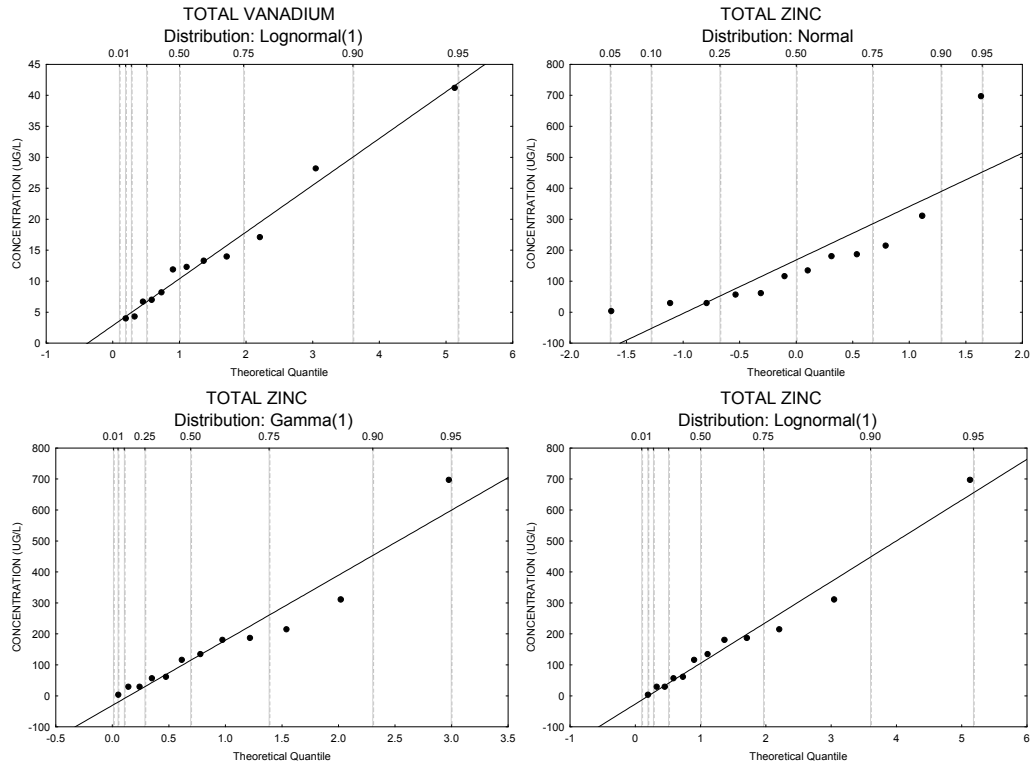 TOTAL VANADIUM
Distribution: Lognormal(1)
0.01 0.50 0.75 0.90 0.95
45
40
35
30
25
20
15
10
5
0
CONCENTRATION (UG/L)
-1 0 1 2 3 4 5 6
Theoretical Quantile
TOTAL ZINC
Distribution: Normal
0.05 0.10 0.25 0.50 0.75 0.90 0.95
800
700
600
500
400
300
200
100
0
-100
CONCENTRATION (UG/L)
-2.0 -1.5 -1.0 -0.5 0.0 0.5 1.0 1.5 2.0
Theoretical Quantile
TOTAL ZINC
Distribution: Gamma(1)
0.01 0.25 0.50 0.75 0.90 0.95
800
700
600
500
400
300
200
100
0
-100
CONCENTRATION (UG/L)
-0.5 0.0 0.5 1.0 1.5 2.0 2.5 3.0 3.5
Theoretical Quantile
TOTAL ZINC
Distribution: Lognormal(1)
0.01 0.50 0.75 0.90 0.95
800
700
600
500
400
300
200
100
0
-100
CONCENTRATION (UG/L)
-1 0 1 2 3 4 5 6
Theoretical Quantile